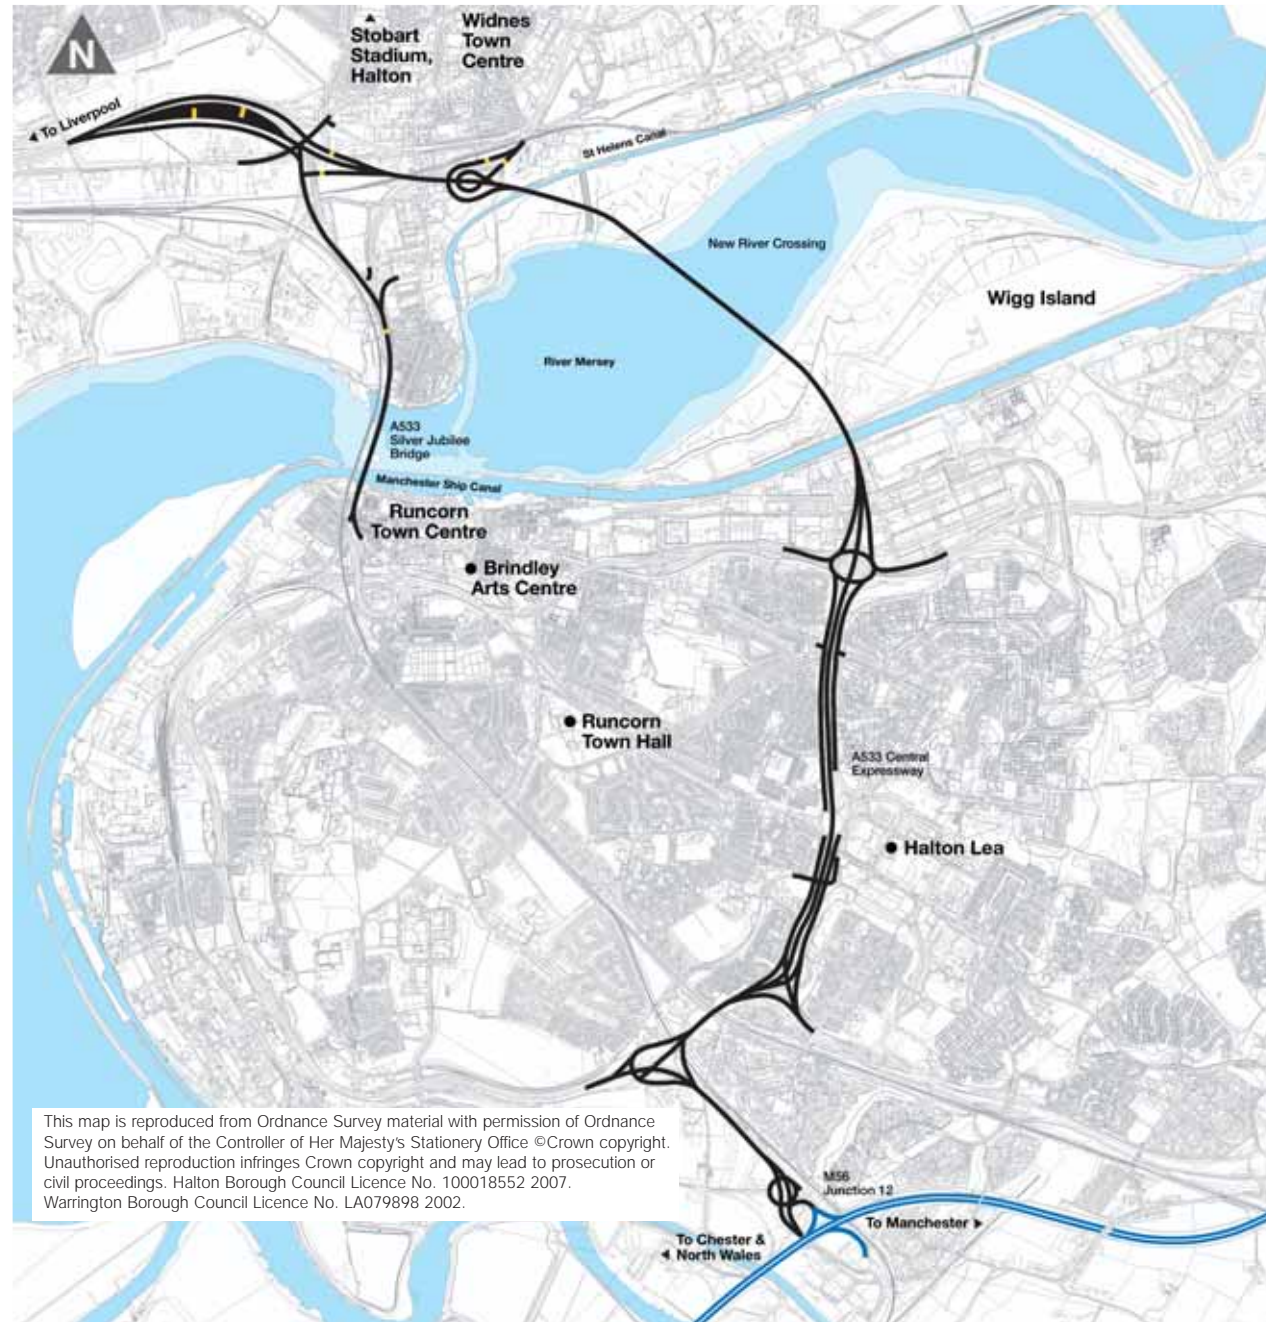 N
Stobart
Stadium,
Halton
Widnes
Town
Centre
To Liverpool
St Helens Canal
New River Crossing
Wigg Island
River Mersey
A533
Silver Jubilee
Bridge
Manchester Ship Canal
Runcorn
Town Centre
Brindley
Arts Centre
Runcorn
Town Hall
A533 Central
Expressway
Halton Lea
This map is reproduced from Ordnance Survey material with permission of Ordnance
Survey on behalf of the Controller of Her Majesty's Stationery Office ©Crown copyright.
Unauthorised reproduction infringes Crown copyright and may lead to prosecution or
civil proceedings. Halton Borough Council Licence No. 100018552 2007.
Warrington Borough Council Licence No. LA079898 2002.
M56
Junction 12
To Manchester
To Chester &
North Wales